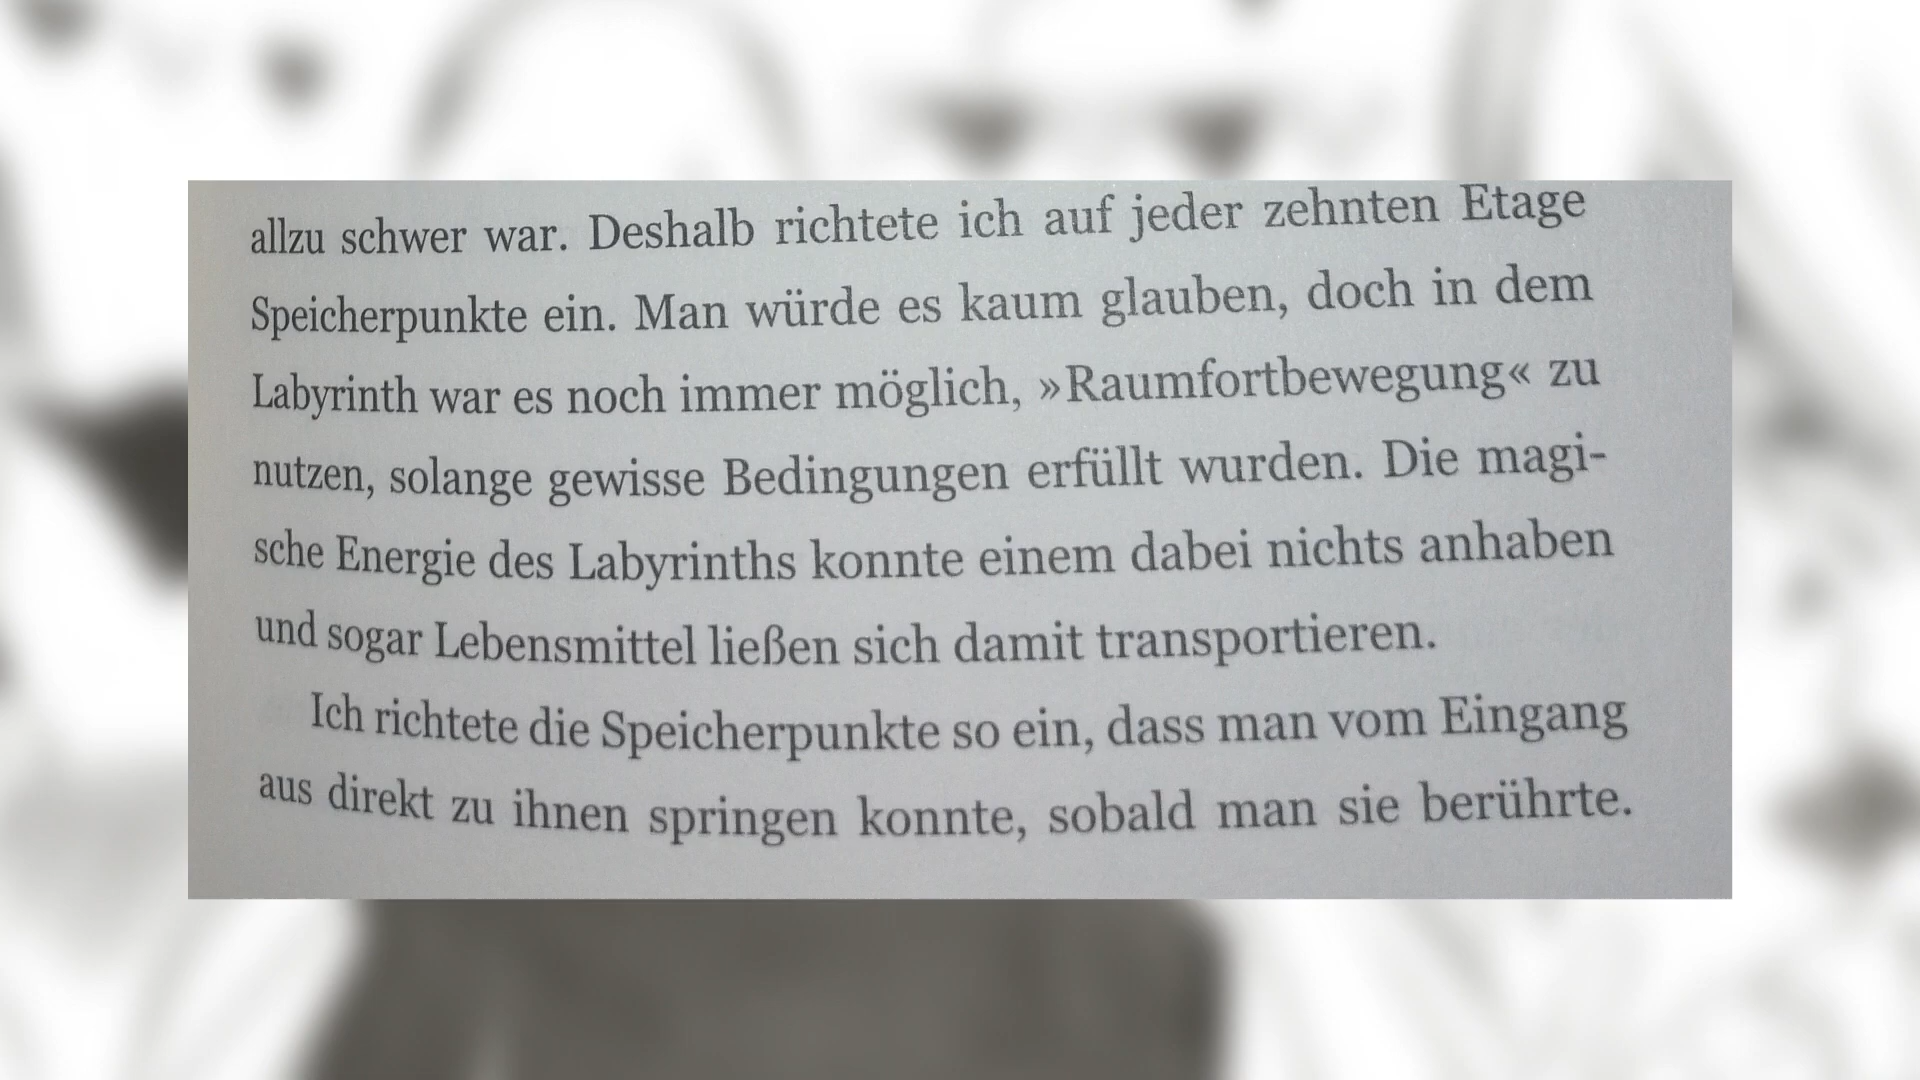 allzu schwer war. Deshalb richtete ich auf jeder zehnten Etage
Speicherpunkte ein. Man würde es kaum glauben, doch in dem
Labyrinth war es noch immer möglich, »Raumfortbewegung« zu
nutzen, solange gewisse Bedingungen erfüllt wurden. Die magi-
sche Energie des Labyrinths konnte einem dabei nichts anhaben
und sogar Lebensmittel ließen sich damit transportieren.
Ich richtete die Speicherpunkte so ein, dass man vom Eingang
aus direkt zu ihnen springen konnte, sobald man sie berührte.